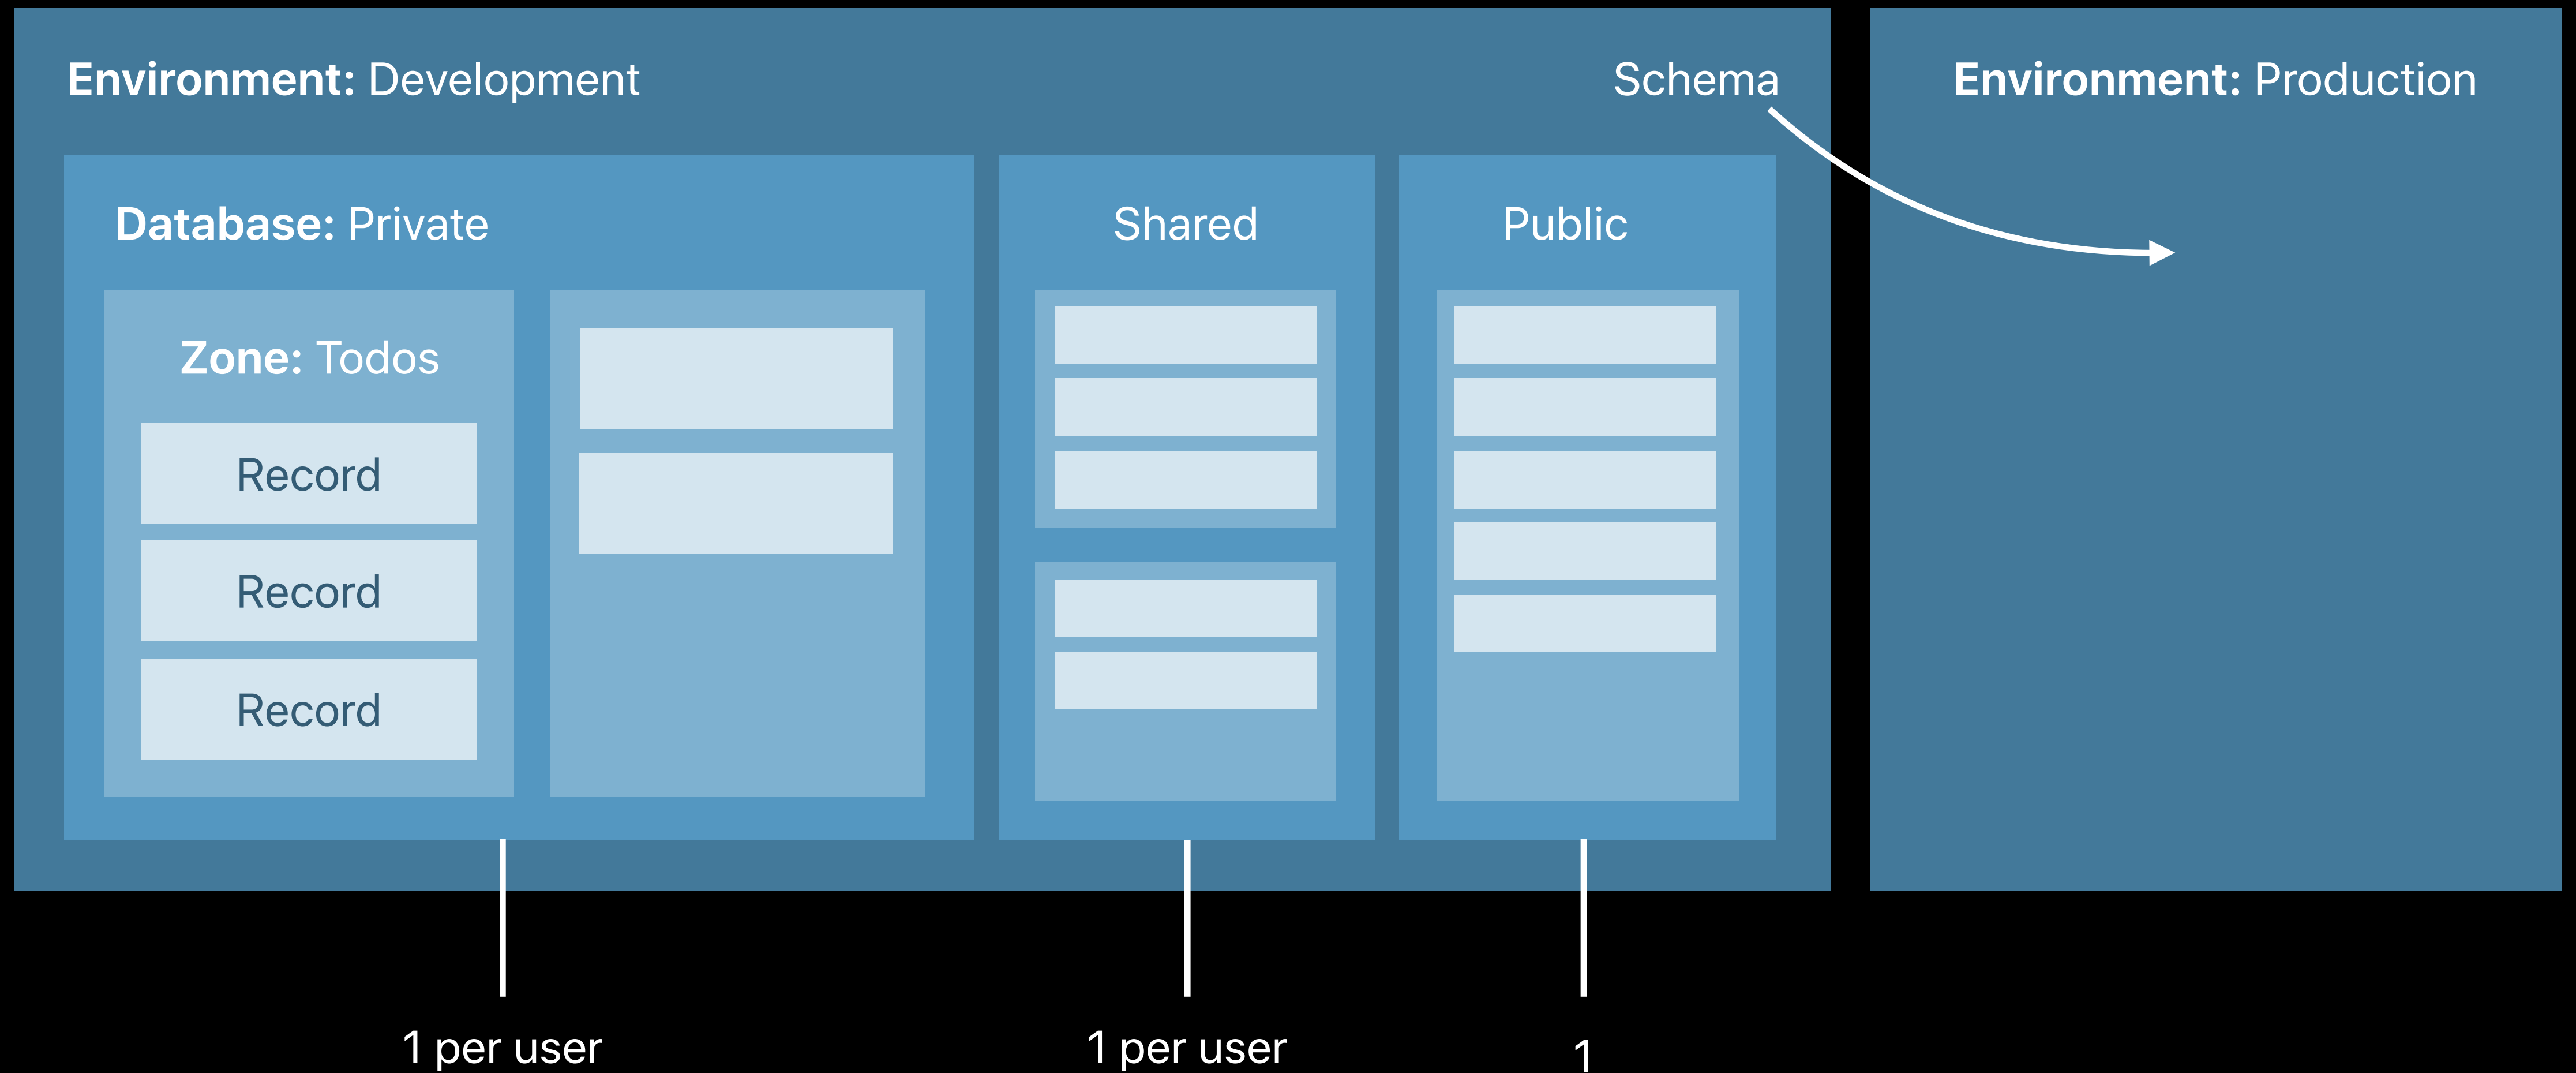 Environment: Development
Schema
Environment: Production
Database: Private
Shared
Public
Zone: Todos
Record
Record
Record
1 per user
1 per user
1